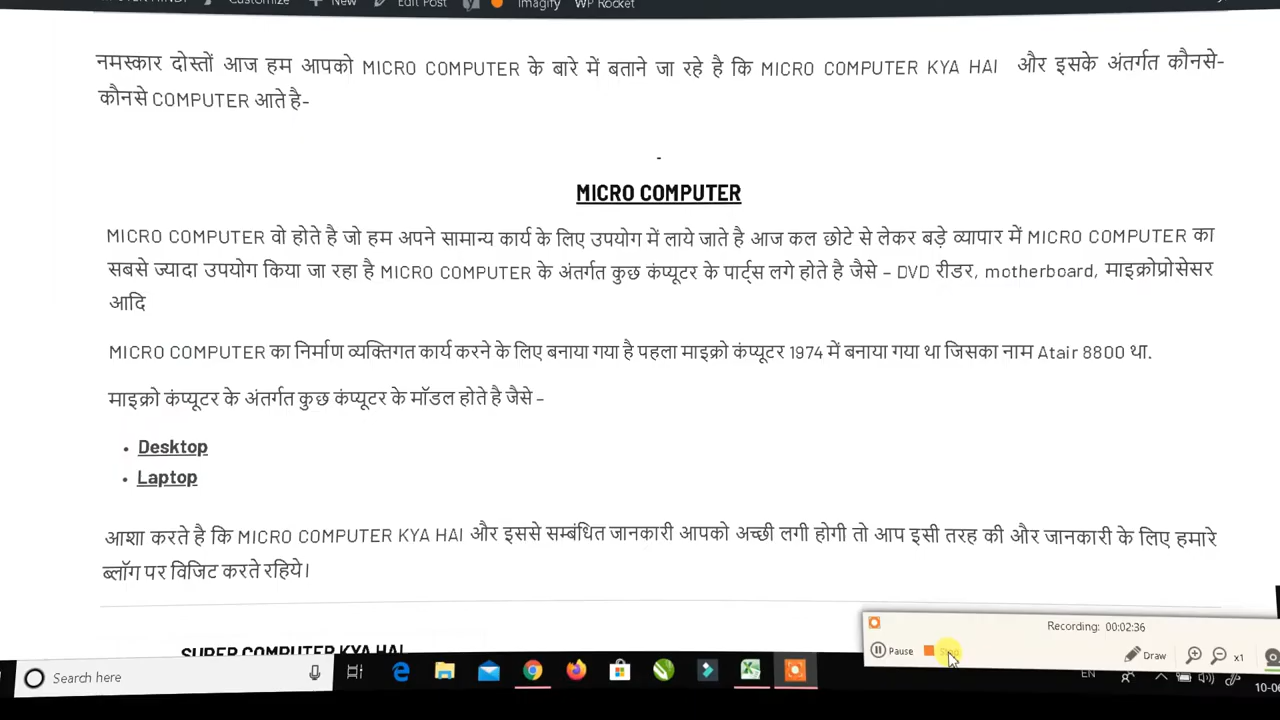 Customize New Edit Post Imagify WP Rocket
नमस्कार दोस्तों आज हम आपको MICRO COMPUTER के बारे में बताने जा रहे है कि MICRO COMPUTER KYA HAI और इसके अंतर्गत कौनसे-
कौनसे COMPUTER आते है-
-
MICRO COMPUTER
MICRO COMPUTER वो होते है जो हम अपने सामान्य कार्य के लिए उपयोग में लाये जाते है आज कल छोटे से लेकर बड़े व्यापार में MICRO COMPUTER का
सबसे ज्यादा उपयोग किया जा रहा है MICRO COMPUTER के अंतर्गत कुछ कंप्यूटर के पार्ट्स लगे होते है जैसे – DVD रीडर, motherboard, माइक्रोप्रोसेसर
आदि
MICRO COMPUTER का निर्माण व्यक्तिगत कार्य करने के लिए बनाया गया है पहला माइक्रो कंप्यूटर 1974 में बनाया गया था जिसका नाम Atair 8800 था.
माइक्रो कंप्यूटर के अंतर्गत कुछ कंप्यूटर के मॉडल होते है जैसे –
• Desktop
• Laptop
आशा करते है कि MICRO COMPUTER KYA HAI और इससे सम्बंधित जानकारी आपको अच्छी लगी होगी तो आप इसी तरह की और जानकारी के लिए हमारे
ब्लॉग पर विजिट करते रहिये।
SUPER COMPUTER KYA HAI
Recording: 00:02:36
Pause Stop Draw x1
Search here
EN
10-06